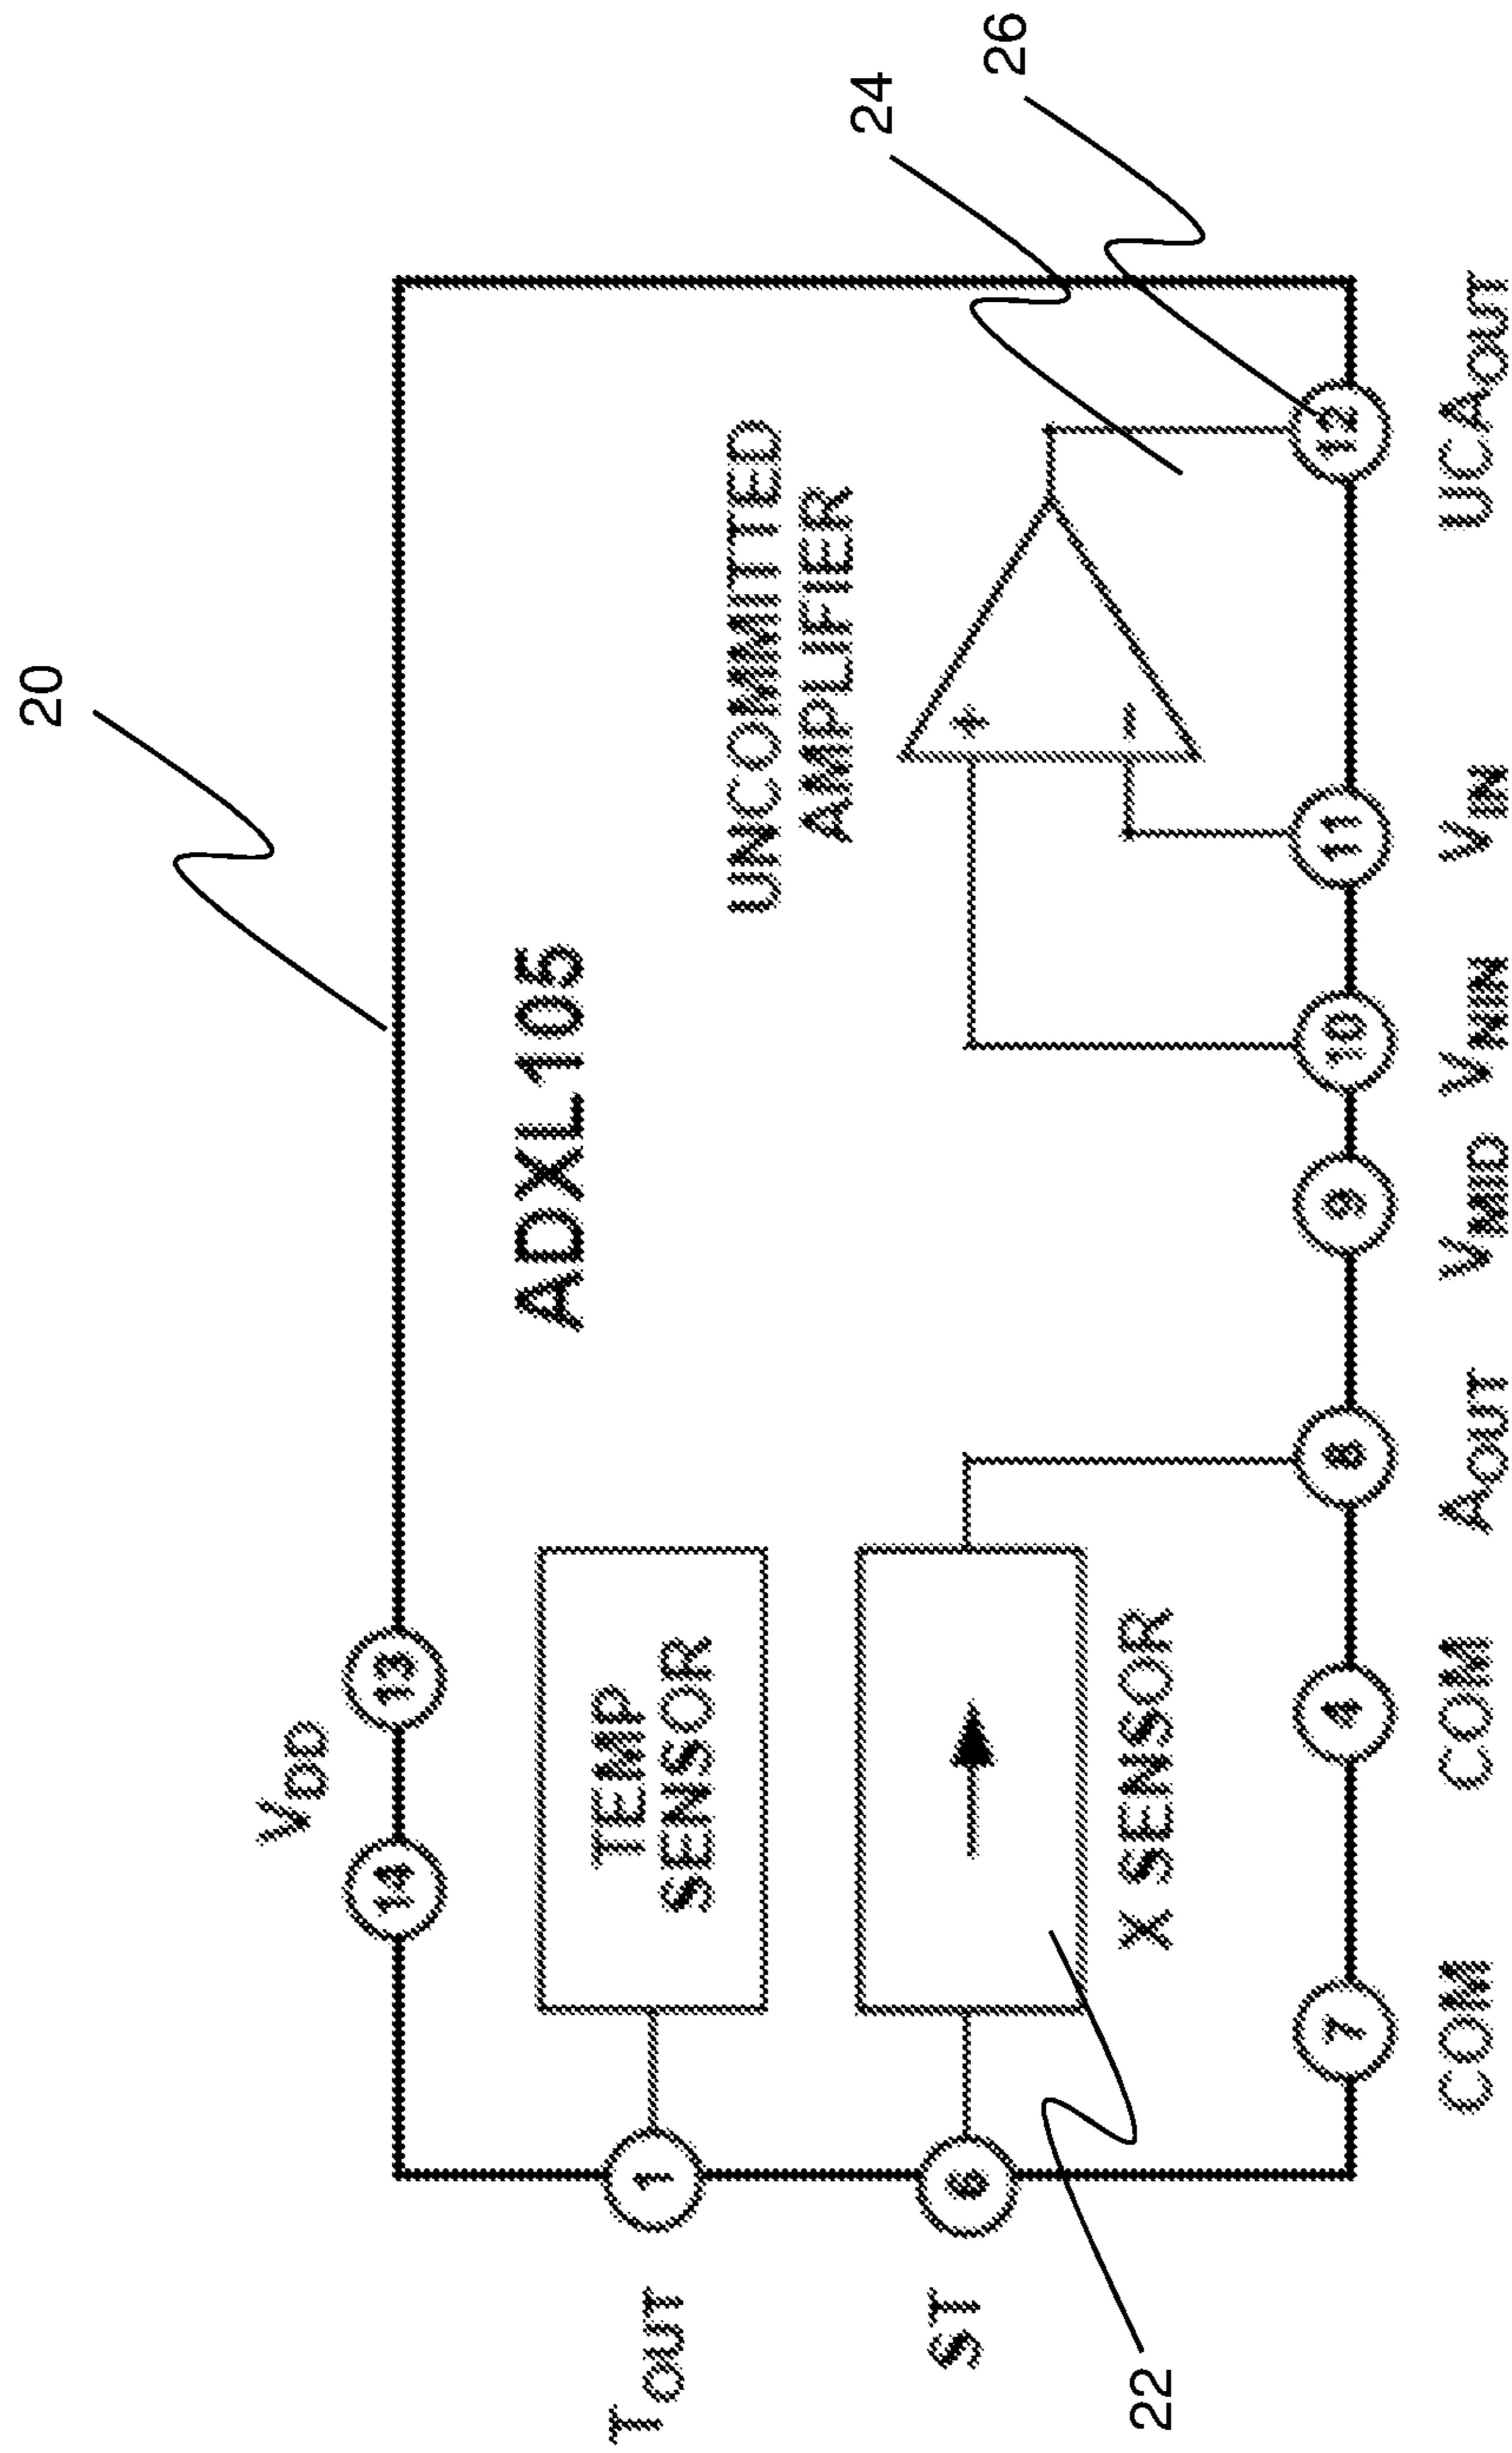 20
24
26
VDD
14
13
ADXL105
TEMP
SENSOR
UNCOMMITTED
AMPLIFIER
TOUT
1
ST
6
X SENSOR
+
−
22
7
4
8
9
10
11
12
COM
COM
AOUT
VMID
VNIN
VIN
UCAOUT